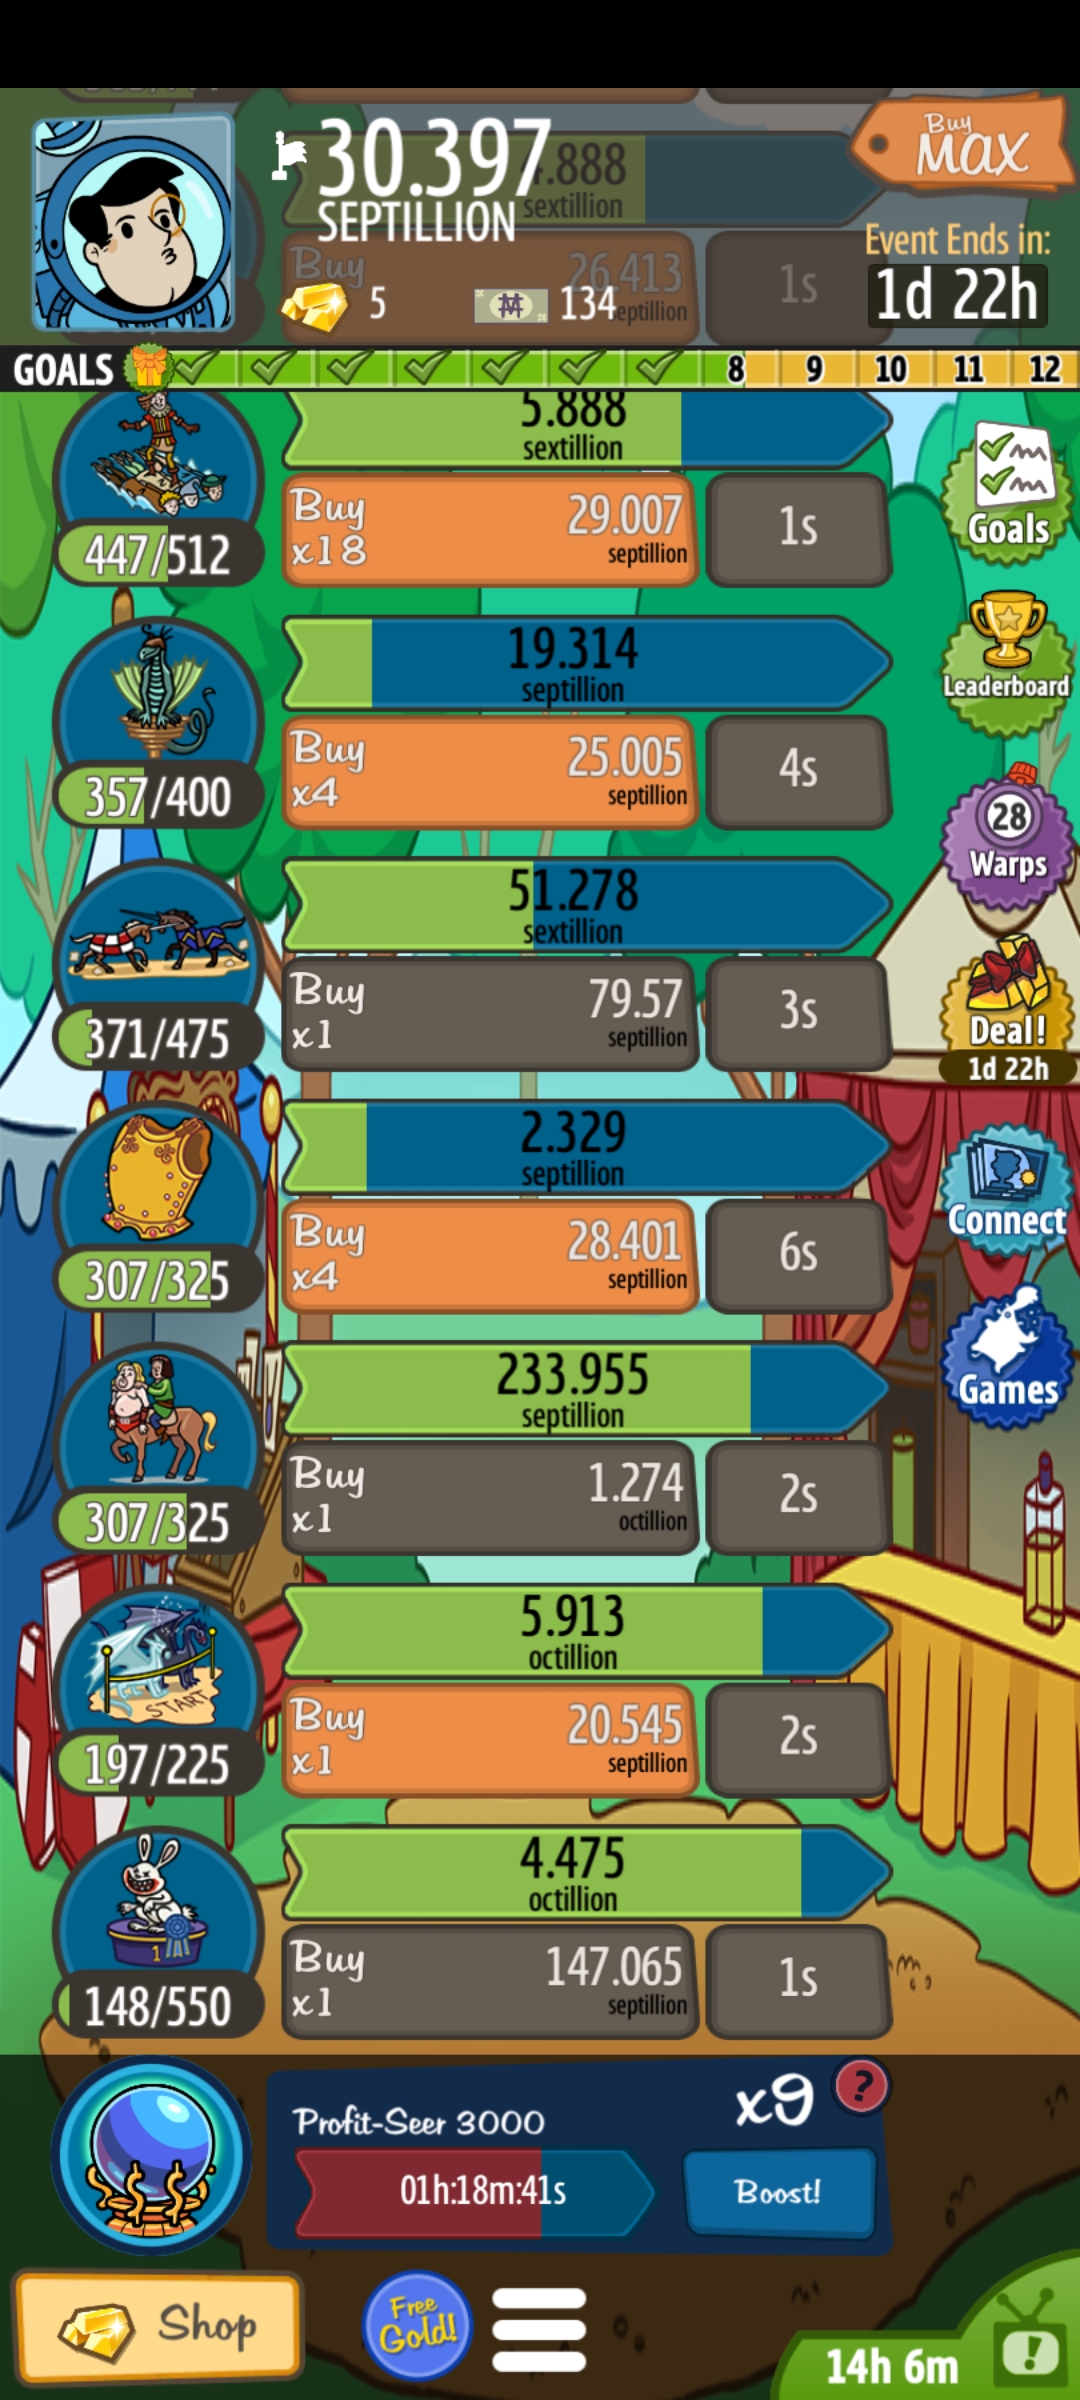 30.397
SEPTILLION
.888
sextillion
Buy
26.413
septillion
1s
5
134
Buy
MAX
Event Ends in:
1d 22h
GOALS
8 9 10 11 12
5.888
sextillion
447/512
Buy
x18
29.007
septillion
1s
19.314
septillion
357/400
Buy
x4
25.005
septillion
4s
51.278
sextillion
371/475
Buy
x1
79.57
septillion
3s
2.329
septillion
307/325
Buy
x4
28.401
septillion
6s
233.955
septillion
307/325
Buy
x1
1.274
octillion
2s
5.913
octillion
START
197/225
Buy
x1
20.545
septillion
2s
4.475
octillion
1
148/550
Buy
x1
147.065
septillion
1s
Goals
Leaderboard
28
Warps
Deal!
1d 22h
Connect
Games
Profit-Seer 3000
x9
?
01h:18m:41s
Boost!
Shop
Free
Gold!
14h 6m
!